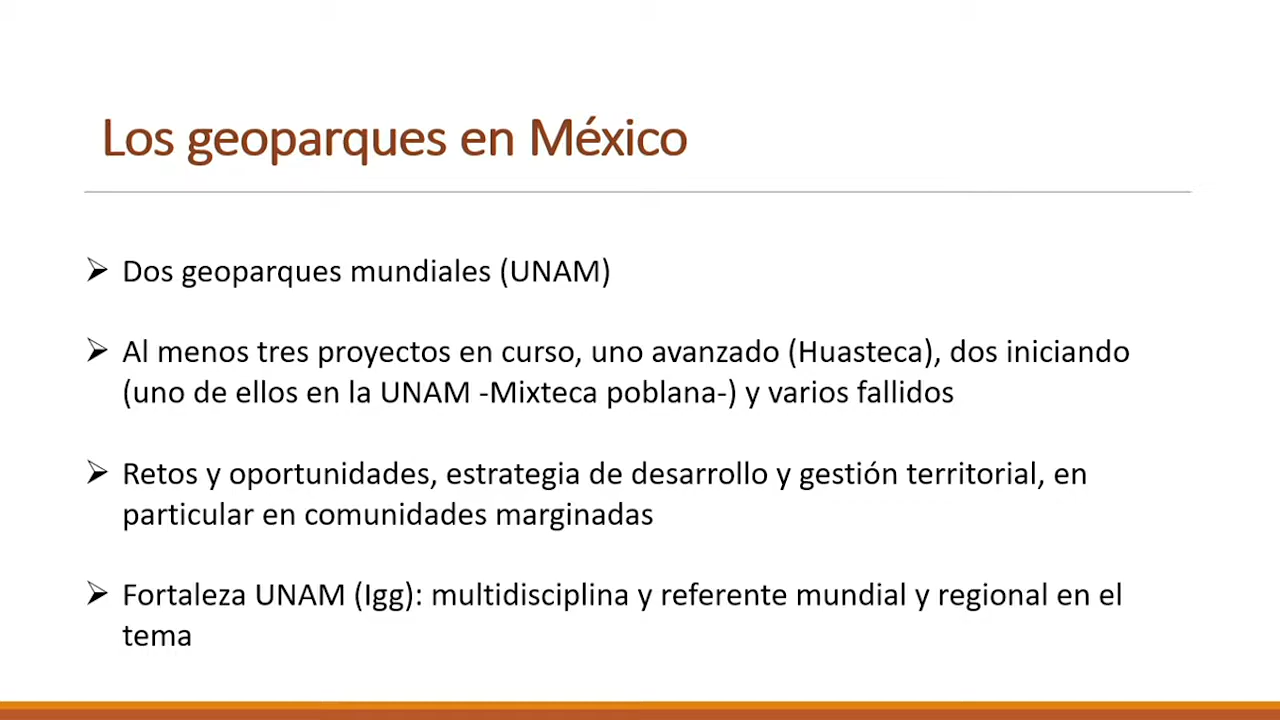 Los geoparques en México
➢ Dos geoparques mundiales (UNAM)
➢ Al menos tres proyectos en curso, uno avanzado (Huasteca), dos iniciando
(uno de ellos en la UNAM -Mixteca poblana-) y varios fallidos
➢ Retos y oportunidades, estrategia de desarrollo y gestión territorial, en
particular en comunidades marginadas
➢ Fortaleza UNAM (Igg): multidisciplina y referente mundial y regional en el
tema